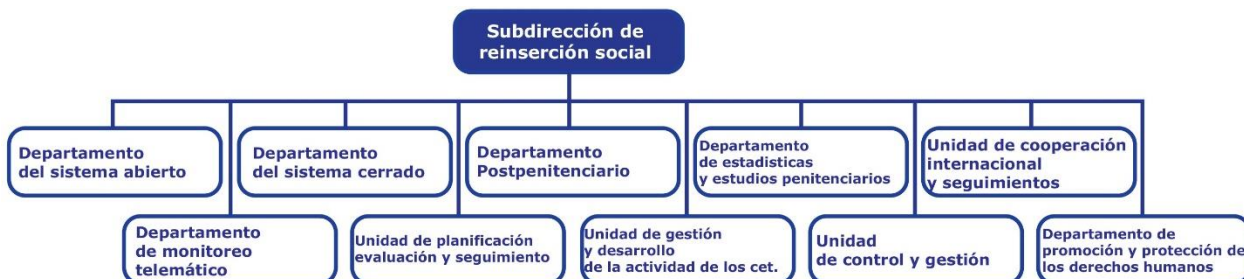 Subdirección de
reinserción social
Departamento
del sistema abierto
Departamento
del sistema cerrado
Departamento
Postpenitenciario
Departamento
de estadisticas
y estudios penitenciarios
Unidad de cooperación
internacional
y seguimientos
Departamento
de monitoreo
telemático
Unidad de planificación
evaluación y seguimiento
Unidad de gestión
y desarrollo
de la actividad de los cet.
Unidad
de control y gestión
Departamento de
promoción y protección de
los derechos humanos